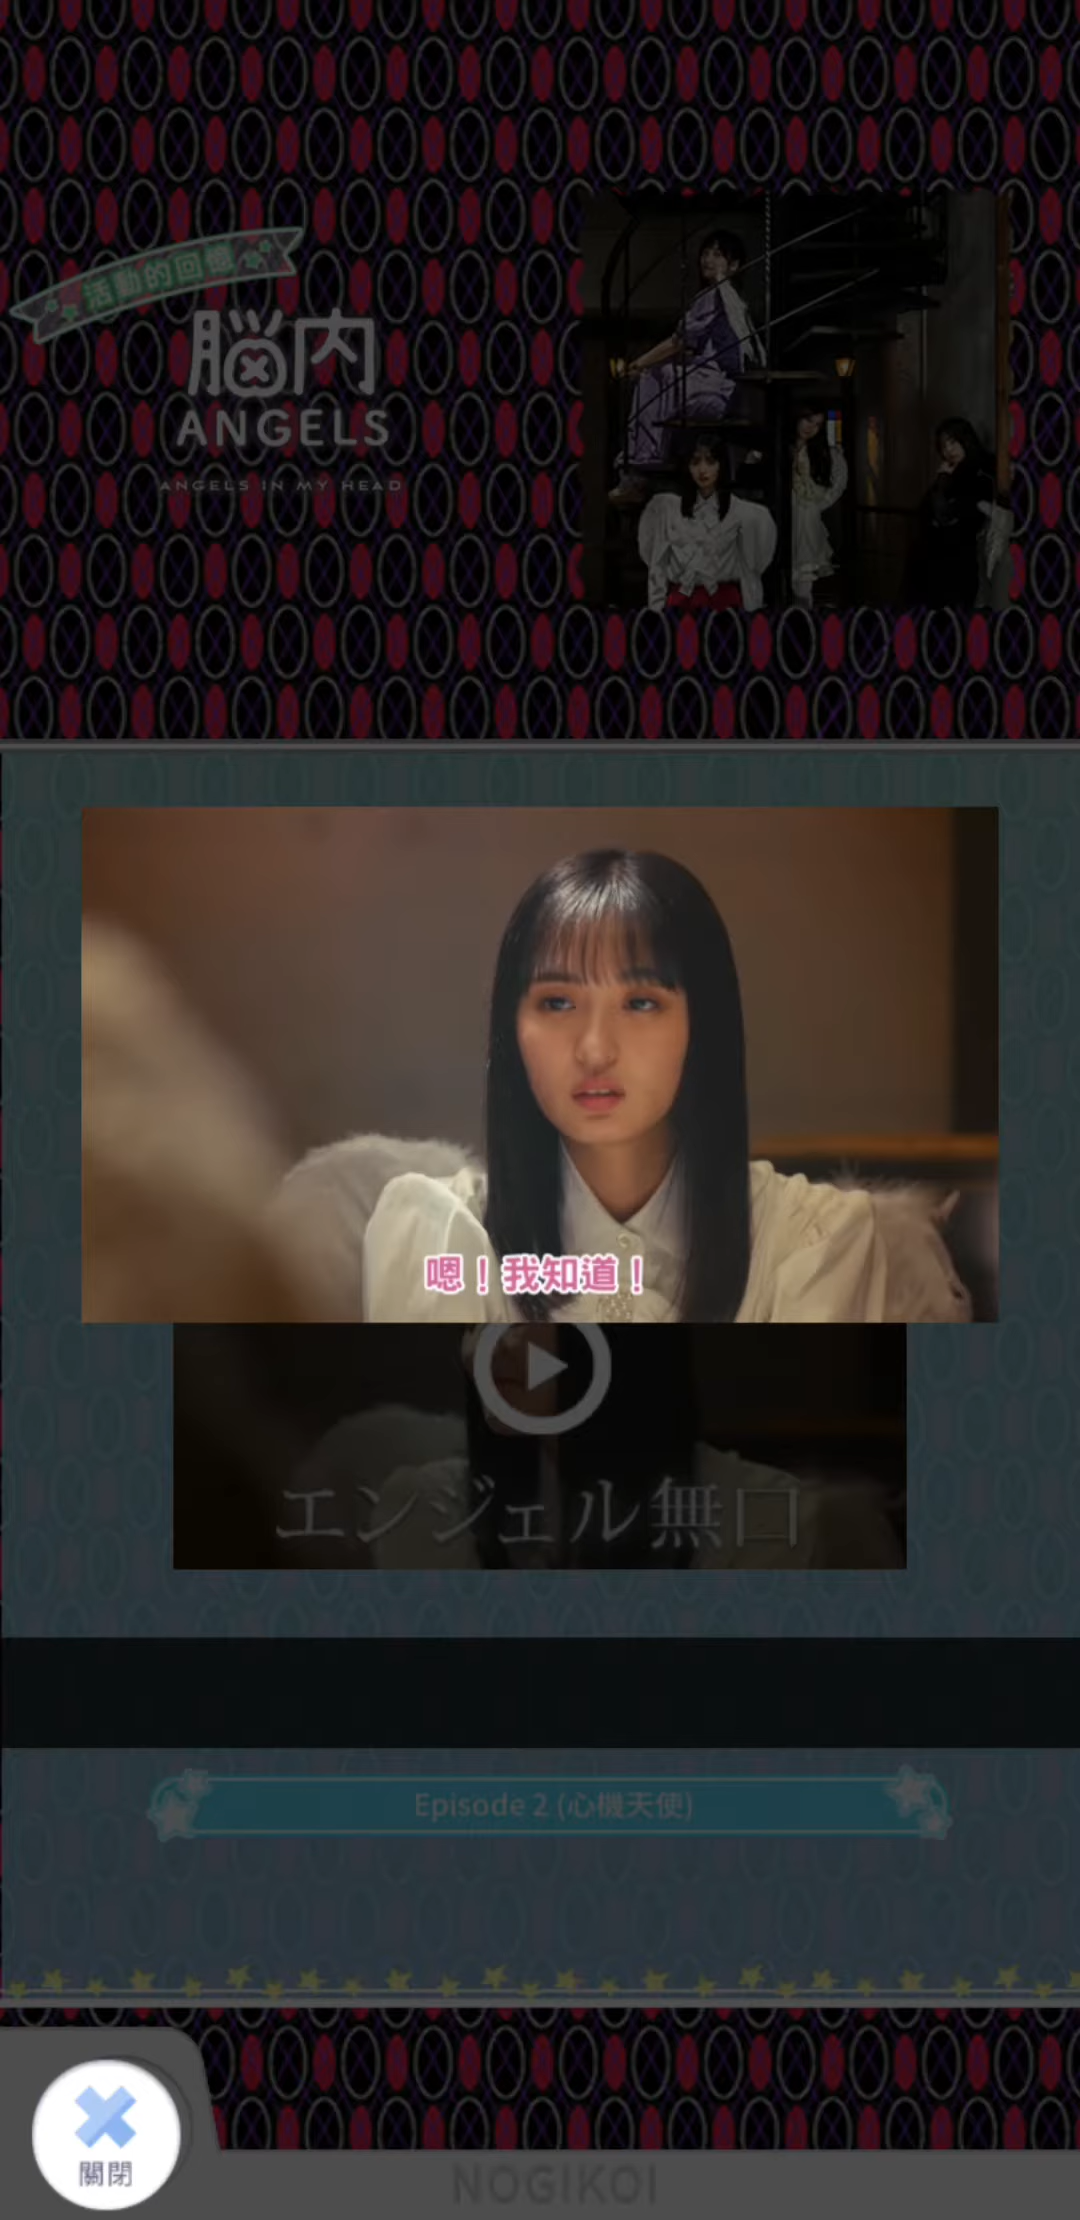 活動的回憶
脳内
ANGELS
ANGELS IN MY HEAD
嗯！我知道！
エンジェル無口
Episode 2 (心機天使)
關閉
NOGIKOI